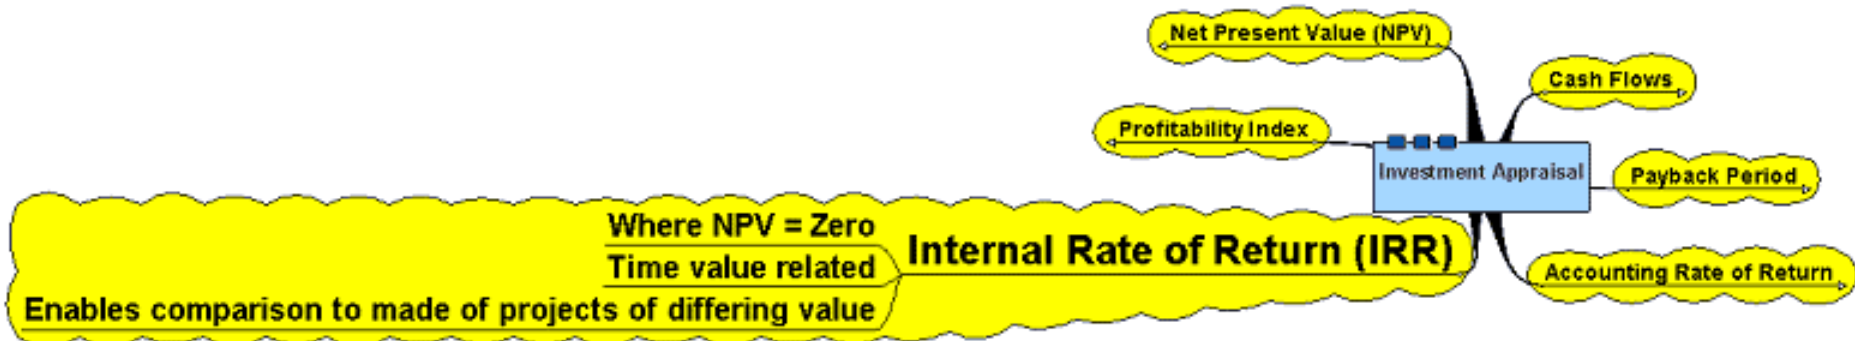 Net Present Value (NPV)
Cash Flows
Profitability Index
Investment Appraisal
Payback Period
Where NPV = Zero
Internal Rate of Return (IRR)
Time value related
Accounting Rate of Return
Enables comparison to made of projects of differing value